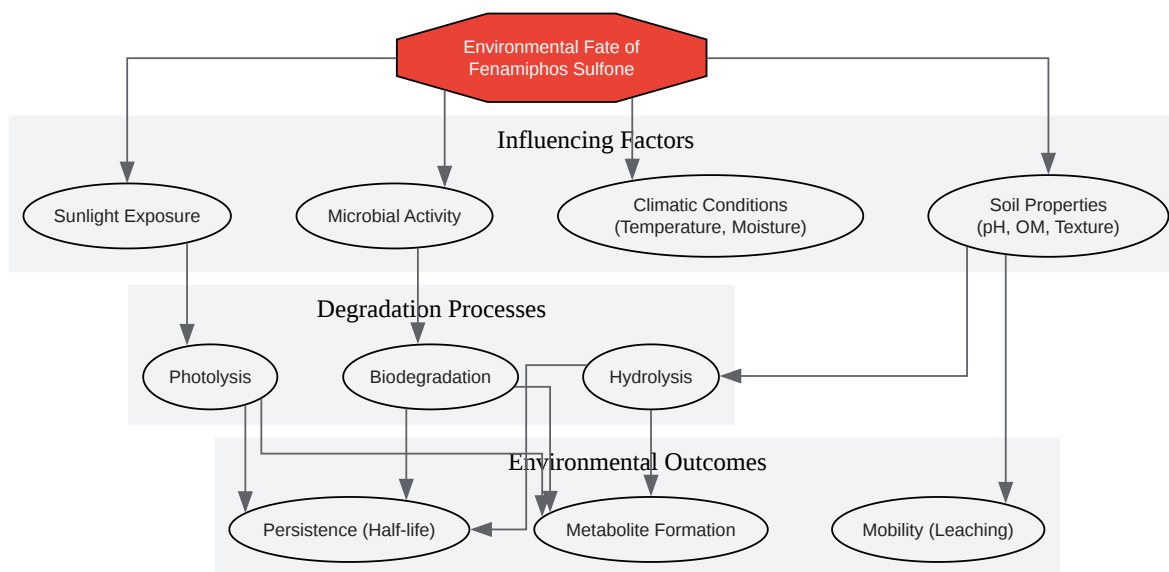 Environmental Fate of
Fenamiphos Sulfone
Influencing Factors
Sunlight Exposure
Microbial Activity
Climatic Conditions
(Temperature, Moisture)
Soil Properties
(pH, OM, Texture)
Degradation Processes
Photolysis
Biodegradation
Hydrolysis
Environmental Outcomes
Persistence (Half-life)
Metabolite Formation
Mobility (Leaching)